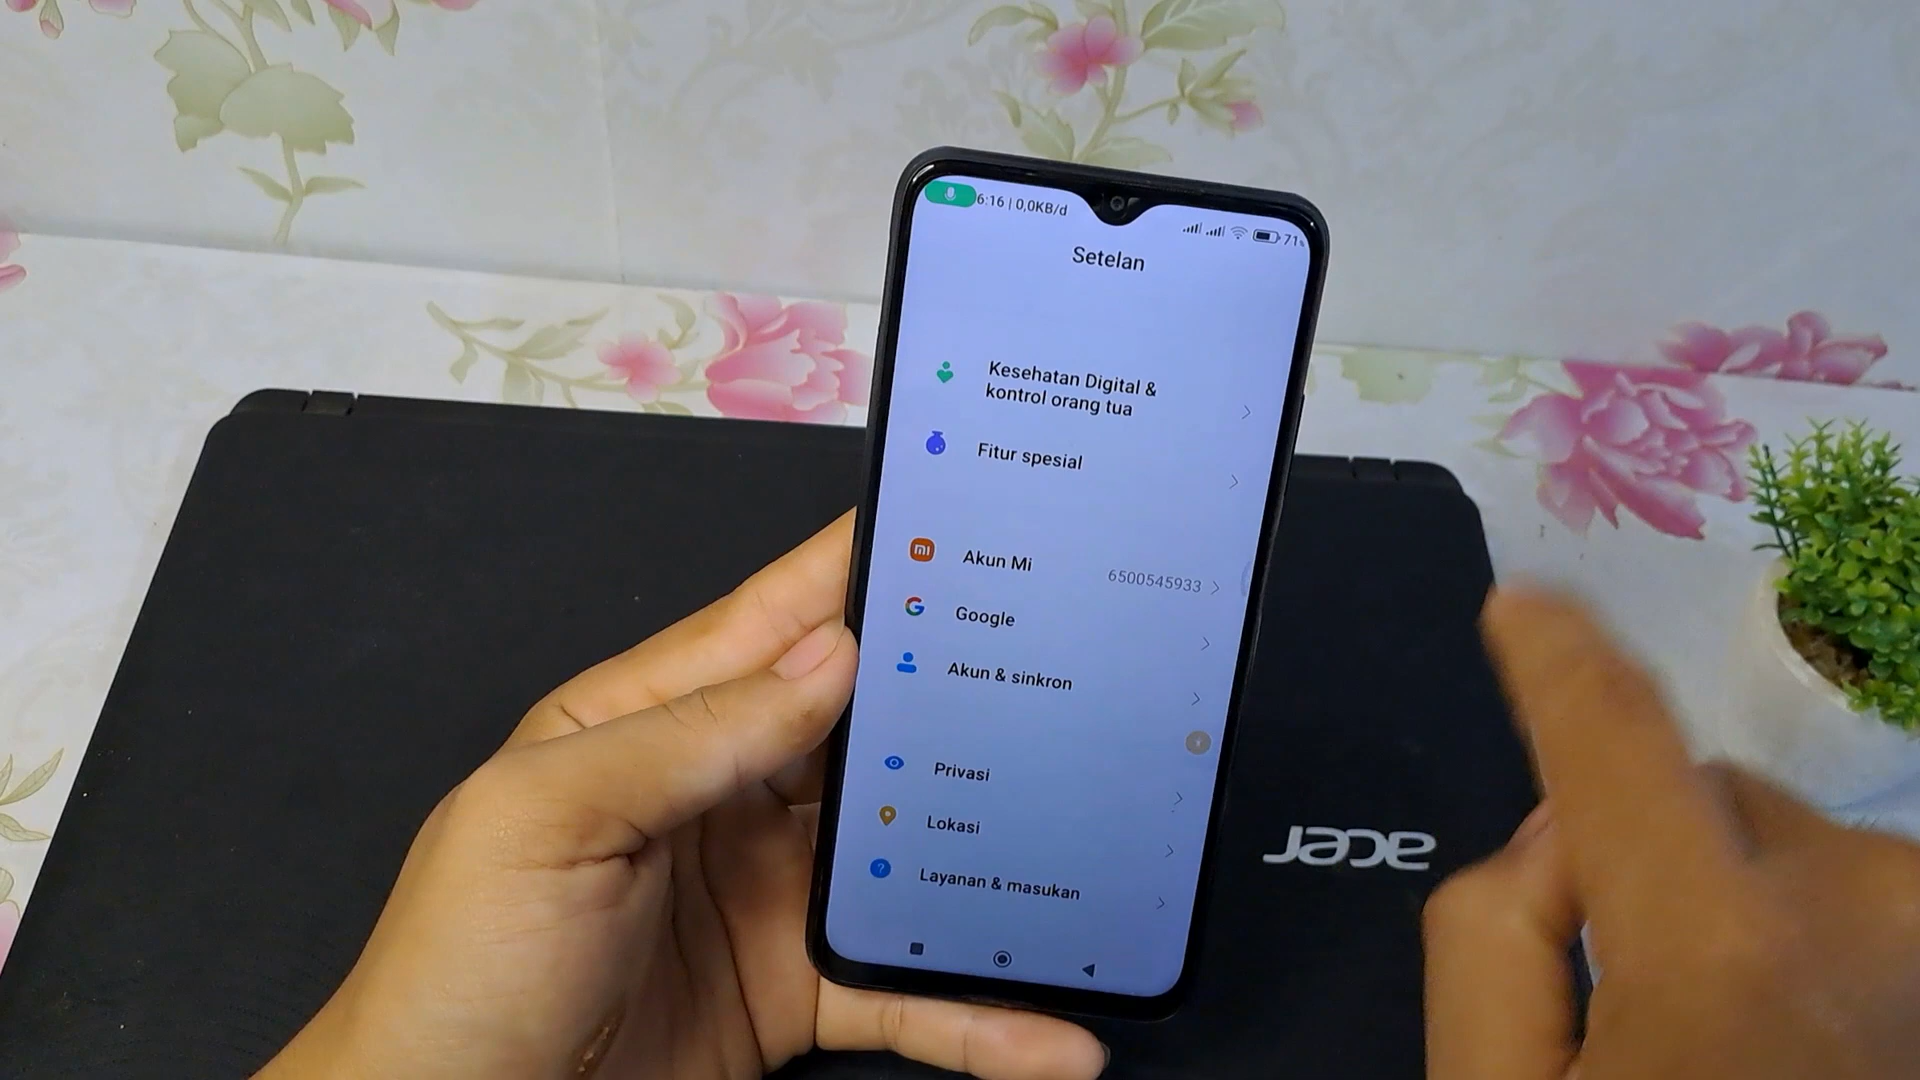 6:16 | 0,0KB/d
71
Setelan
Kesehatan Digital &
kontrol orang tua
Fitur spesial
mi
Akun Mi
6500545933
G
Google
Akun & sinkron
Privasi
Lokasi
?
Layanan & masukan
acer